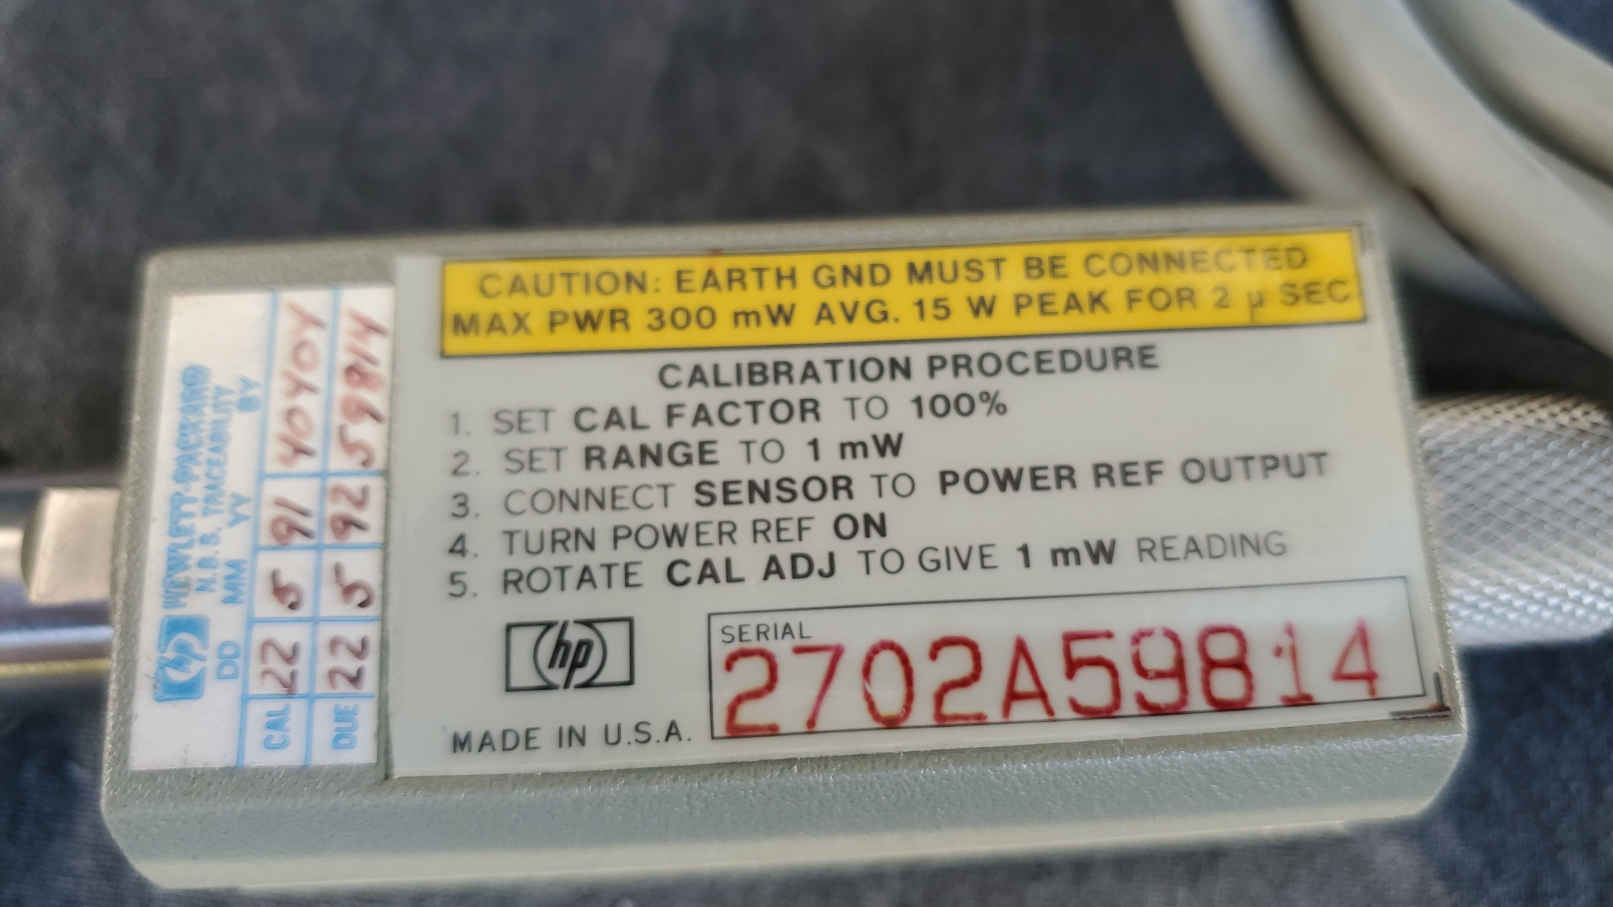 CAUTION: EARTH GND MUST BE CONNECTED
MAX PWR 300 mW AVG. 15 W PEAK FOR 2 µ SEC
CALIBRATION PROCEDURE
1. SET CAL FACTOR TO 100%
2. SET RANGE TO 1 mW
3. CONNECT SENSOR TO POWER REF OUTPUT
4. TURN POWER REF ON
5. ROTATE CAL ADJ TO GIVE 1 mW READING
hp
MADE IN U.S.A.
SERIAL
2702A59814
hp HEWLETT-PACKARD
N.B.S. TRACEABILITY
DD MM YY BY
CAL 22 5 91 40404
DUE 22 5 92 59814